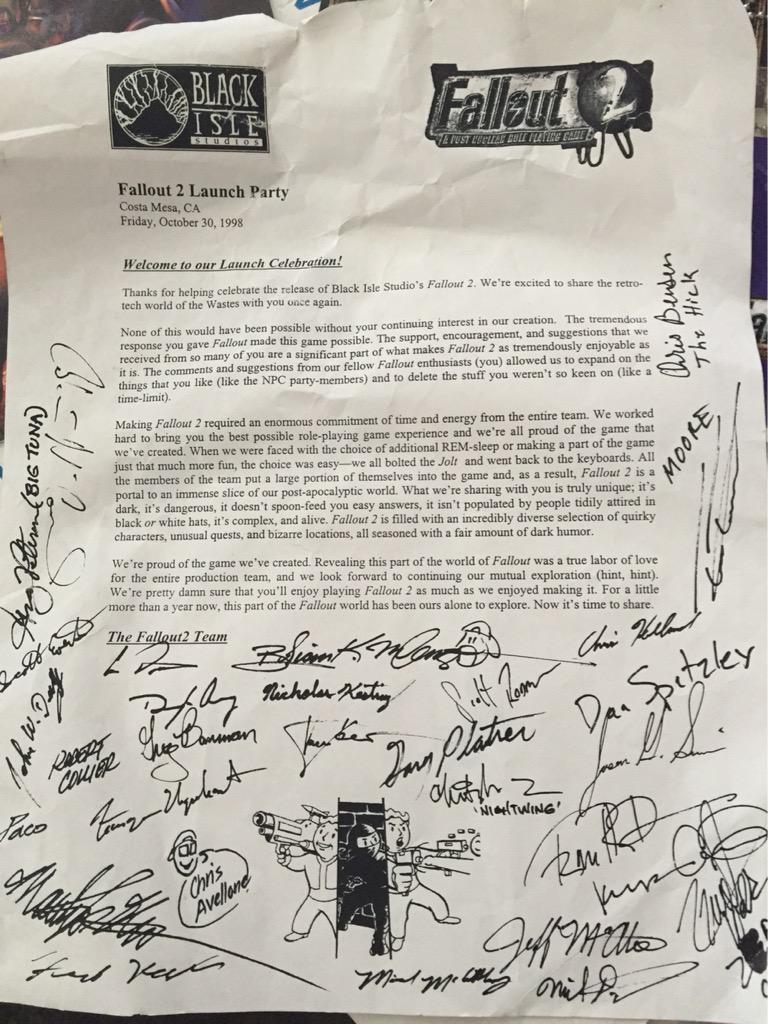 BLACK
ISLE
studios
Fallout 2
A POST NUCLEAR ROLE PLAYING GAME
Fallout 2 Launch Party
Costa Mesa, CA
Friday, October 30, 1998
Welcome to our Launch Celebration!
Thanks for helping celebrate the release of Black Isle Studio's Fallout 2. We're excited to share the retro-
tech world of the Wastes with you once again.
None of this would have been possible without your continuing interest in our creation. The tremendous
response you gave Fallout made this game possible. The support, encouragement, and suggestions that we
received from so many of you are a significant part of what makes Fallout 2 as tremendously enjoyable as
it is. The comments and suggestions from our fellow Fallout enthusiasts (you) allowed us to expand on the
things that you like (like the NPC party-members) and to delete the stuff you weren't so keen on (like a
time-limit).
Making Fallout 2 required an enormous commitment of time and energy from the entire team. We worked
hard to bring you the best possible role-playing game experience and we're all proud of the game that
we've created. When we were faced with the choice of additional REM-sleep or making a part of the game
just that much more fun, the choice was easy—we all bolted the Jolt and went back to the keyboards. All
the members of the team put a large portion of themselves into the game and, as a result, Fallout 2 is a
portal to an immense slice of our post-apocalyptic world. What we're sharing with you is truly unique; it's
dark, it's dangerous, it doesn't spoon-feed you easy answers, it isn't populated by people tidily attired in
black or white hats, it's complex, and alive. Fallout 2 is filled with an incredibly diverse selection of quirky
characters, unusual quests, and bizarre locations, all seasoned with a fair amount of dark humor.
We're proud of the game we've created. Revealing this part of the world of Fallout was a true labor of love
for the entire production team, and we look forward to continuing our mutual exploration (hint, hint).
We're pretty damn sure that you'll enjoy playing Fallout 2 as much as we enjoyed making it. For a little
more than a year now, this part of the Fallout world has been ours alone to explore. Now it's time to share.
The Fallout2 Team
Chris Benson
The Hick
MOORE
(BIG TUNA)
Scott Everts
John W. Deiley
Nicholas Kesting
Scott Rodenhizer
Chris Holland
Dan Spitzley
ROBERT
COLLIER
Greg Baumman
Gary Platner
'NIGHTWING'
Paco
Feargus Urquhart
Chris
Avellone